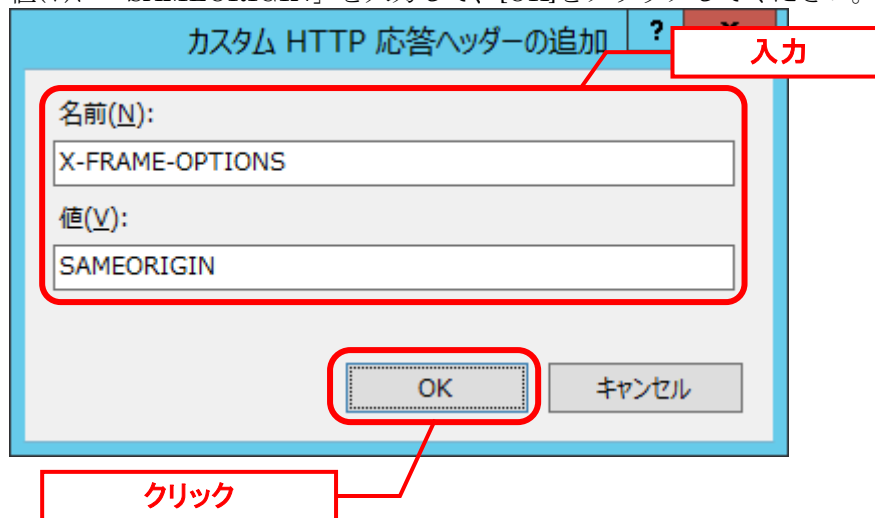 カスタム HTTP 応答ヘッダーの追加
?
入力
名前(N):
X-FRAME-OPTIONS
値(V):
SAMEORIGIN
OK
キャンセル
クリック